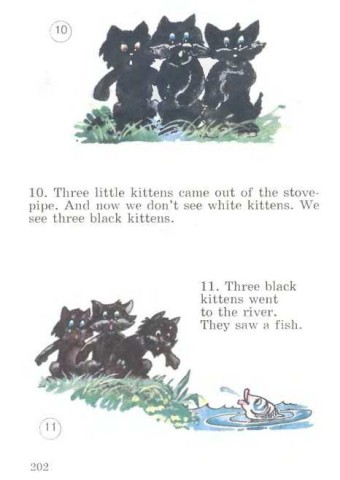 10
10. Three little kittens came out of the stove-
pipe. And now we don't see white kittens. We
see three black kittens.
11. Three black
kittens went
to the river.
They saw a fish.
11
202